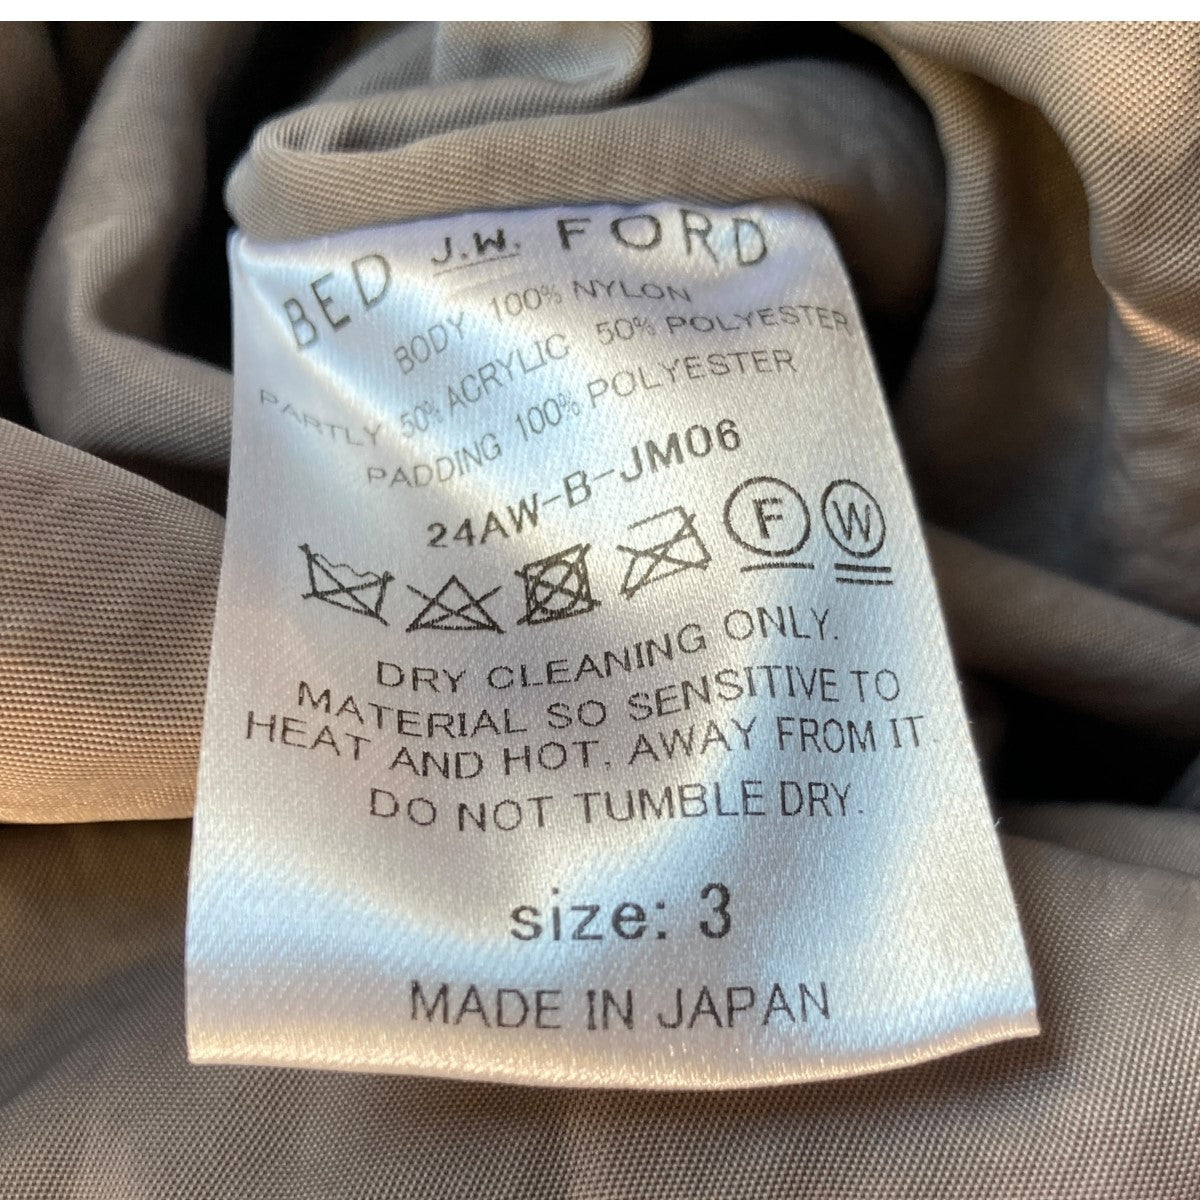 BED J.W. FORD
BODY 100% NYLON
PARTLY 50% ACRYLIC 50% POLYESTER
PADDING 100% POLYESTER
24AW-B-JM06
F W
DRY CLEANING ONLY.
MATERIAL SO SENSITIVE TO
HEAT AND HOT, AWAY FROM IT.
DO NOT TUMBLE DRY.
size: 3
MADE IN JAPAN